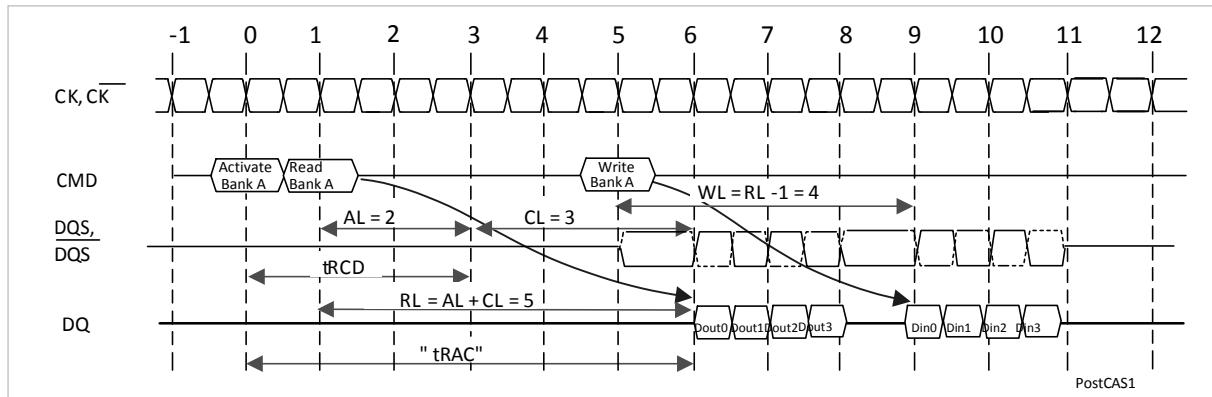 -1 0 1 2 3 4 5 6 7 8 9 10 11 12
CK, C̅K̅
Activate Bank A
Read Bank A
Write Bank A
CMD
WL = RL -1 = 4
AL = 2
CL = 3
DQS,
D̅Q̅S̅
tRCD
RL = AL + CL = 5
DQ
Dout0 Dout1 Dout2 Dout3 Din0 Din1 Din2 Din3
" tRAC"
PostCAS1